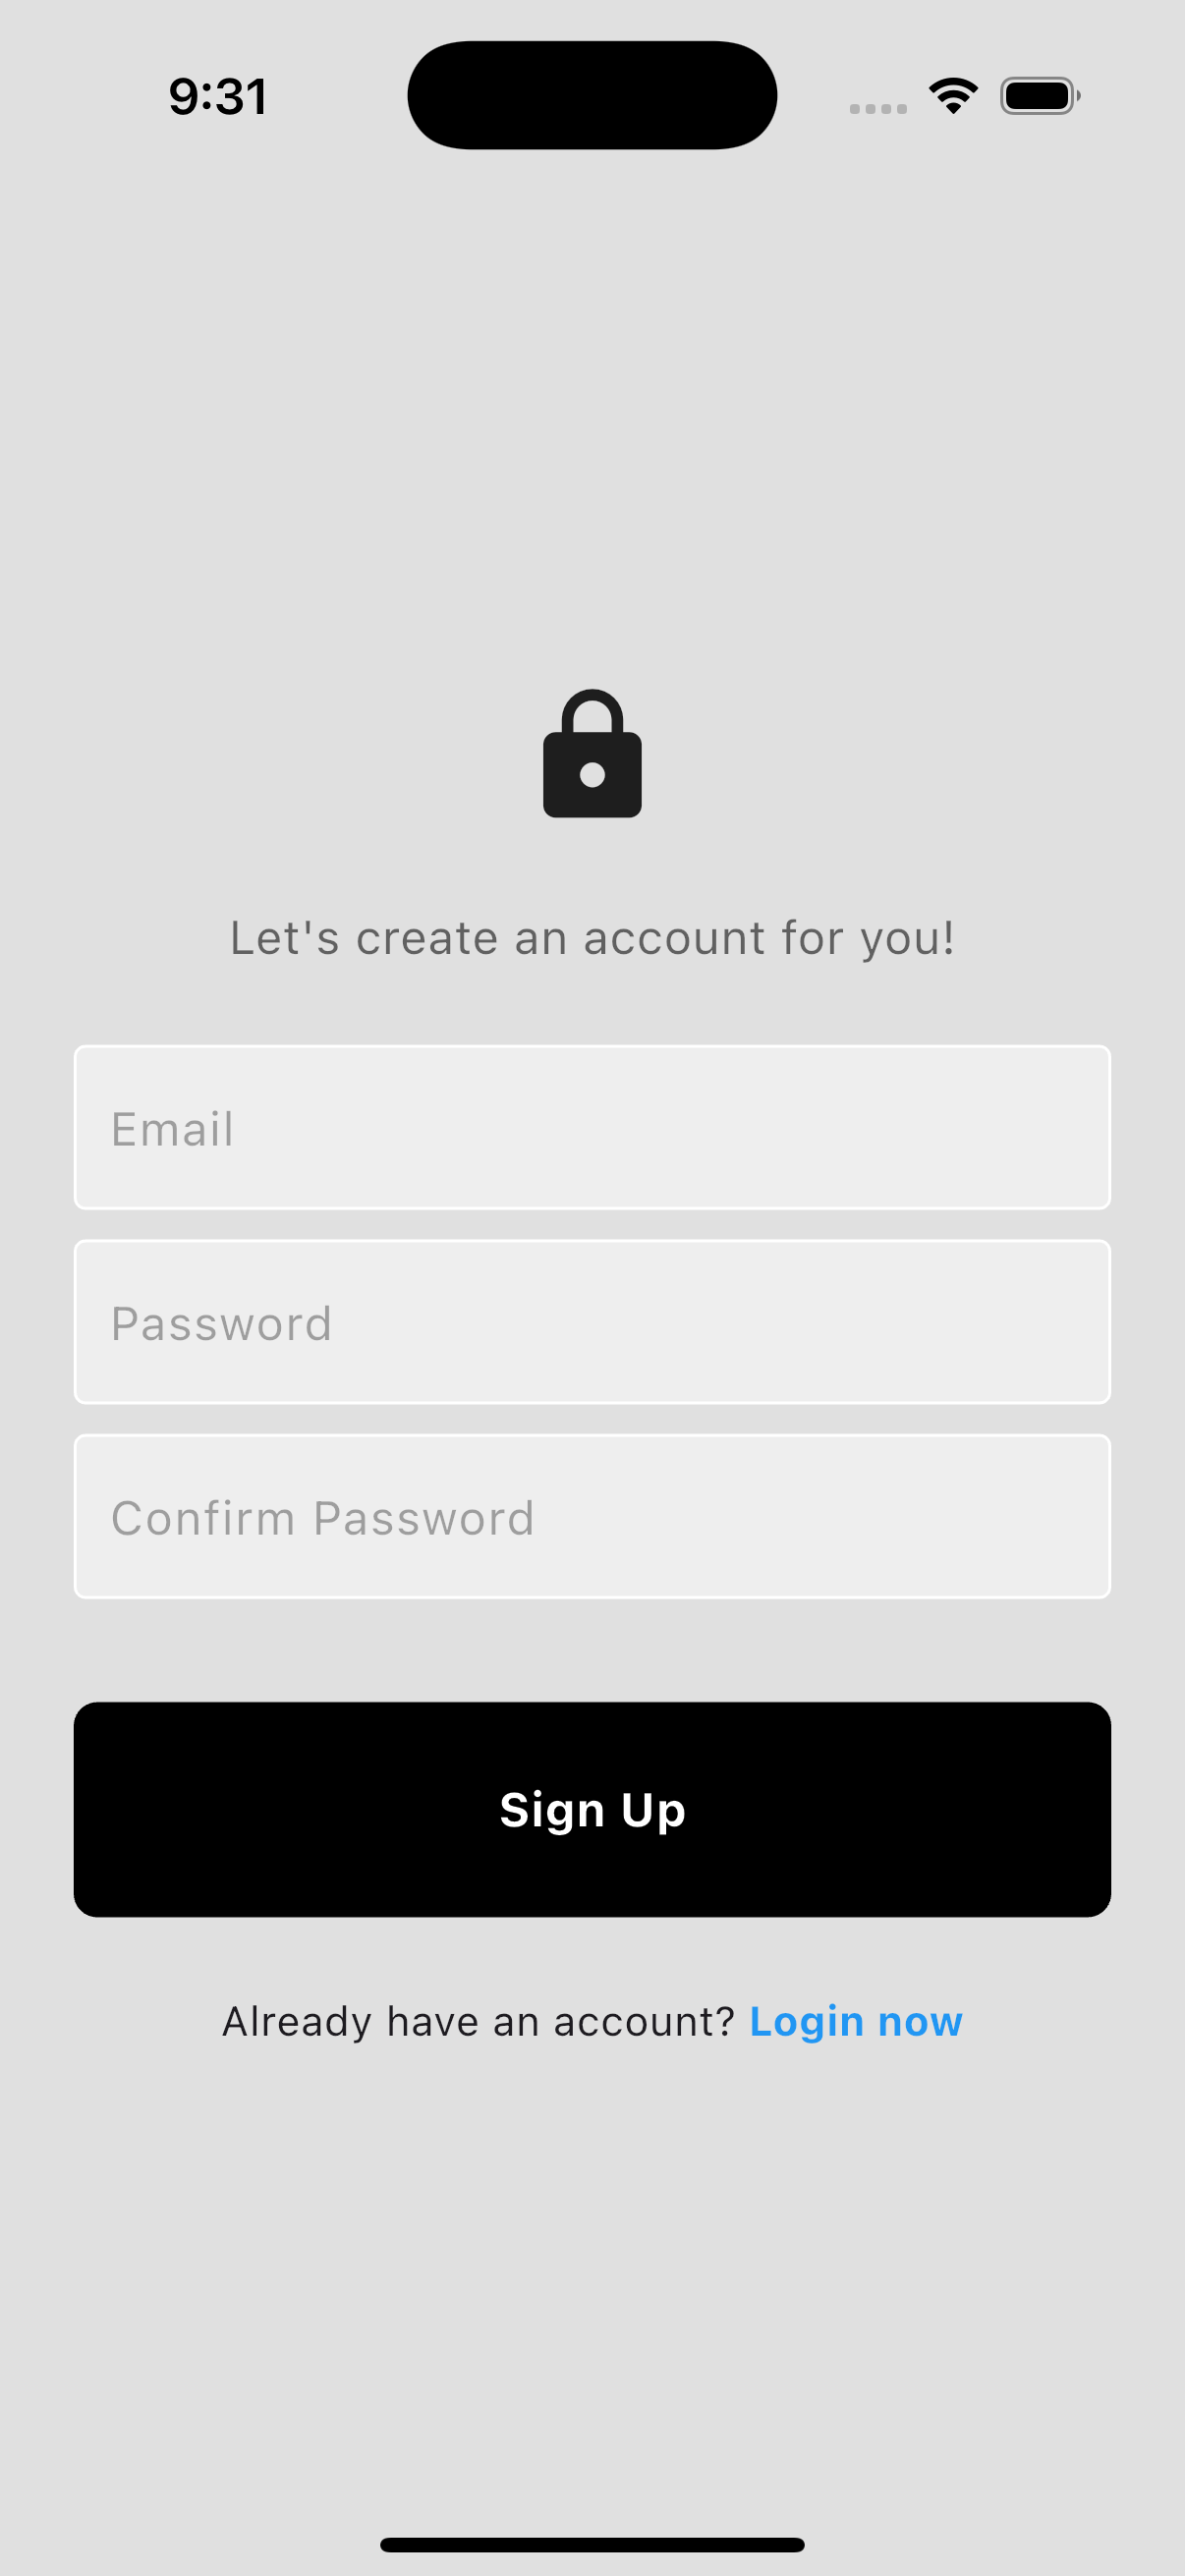 9:31
Let's create an account for you!
Email
Password
Confirm Password
Sign Up
Already have an account? Login now